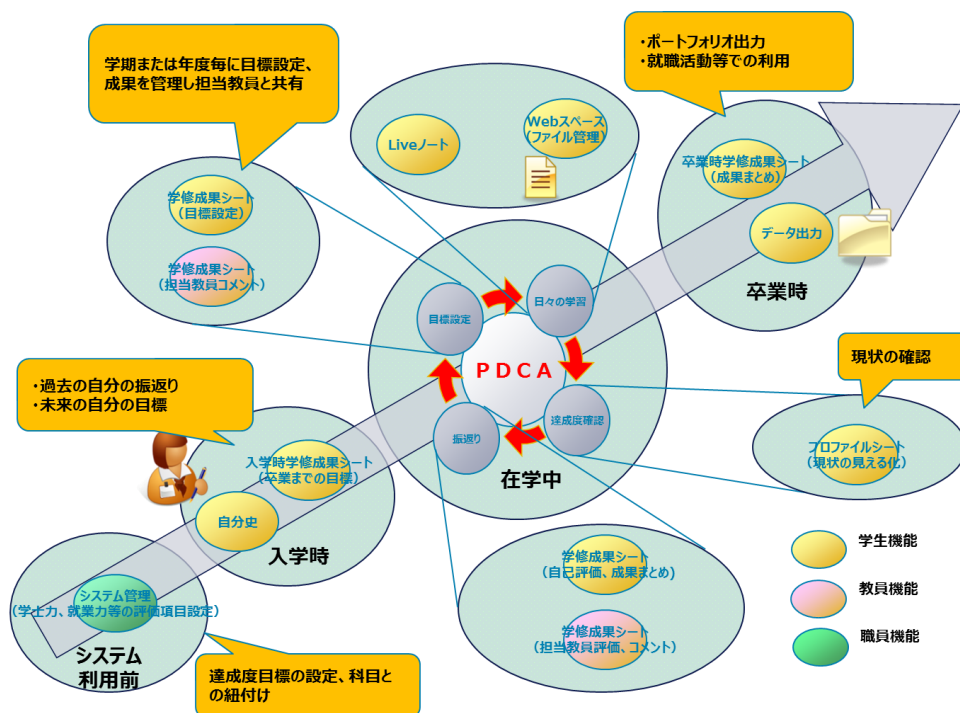 学期または年度毎に目標設定、
成果を管理し担当教員と共有
・ポートフォリオ出力
・就職活動等での利用
Liveノート
Webスペース
(ファイル管理)
卒業時学修成果シート
(成果まとめ)
データ出力
卒業時
学修成果シート
(目標設定)
学修成果シート
(担当教員コメント)
目標設定
日々の学習
PDCA
振返り
達成度確認
在学中
現状の確認
プロファイルシート
(現状の見える化)
・過去の自分の振返り
・未来の自分の目標
入学時学修成果シート
(卒業までの目標)
自分史
入学時
学修成果シート
(自己評価、成果まとめ)
学修成果シート
(担当教員評価、コメント)
システム管理
(学士力、就業力等の評価項目設定)
システム
利用前
達成度目標の設定、科目と
の紐付け
学生機能
教員機能
職員機能